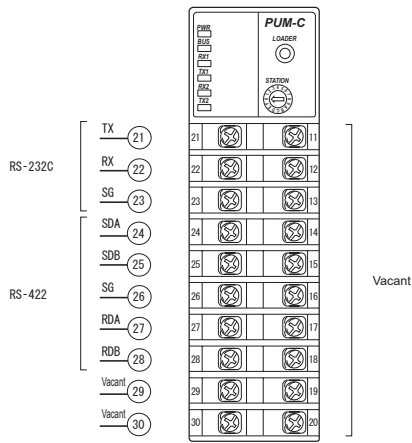 PUM-C
PWR
LOADER
BUS
RX1
TX1
STATION
RX2
TX2
TX 21 21 11
RX 22 22 12
RS-232C
SG 23 23 13
SDA 24 24 14
SDB 25 25 15
Vacant
RS-422
SG 26 26 16
RDA 27 27 17
RDB 28 28 18
Vacant 29 29 19
Vacant 30 30 20